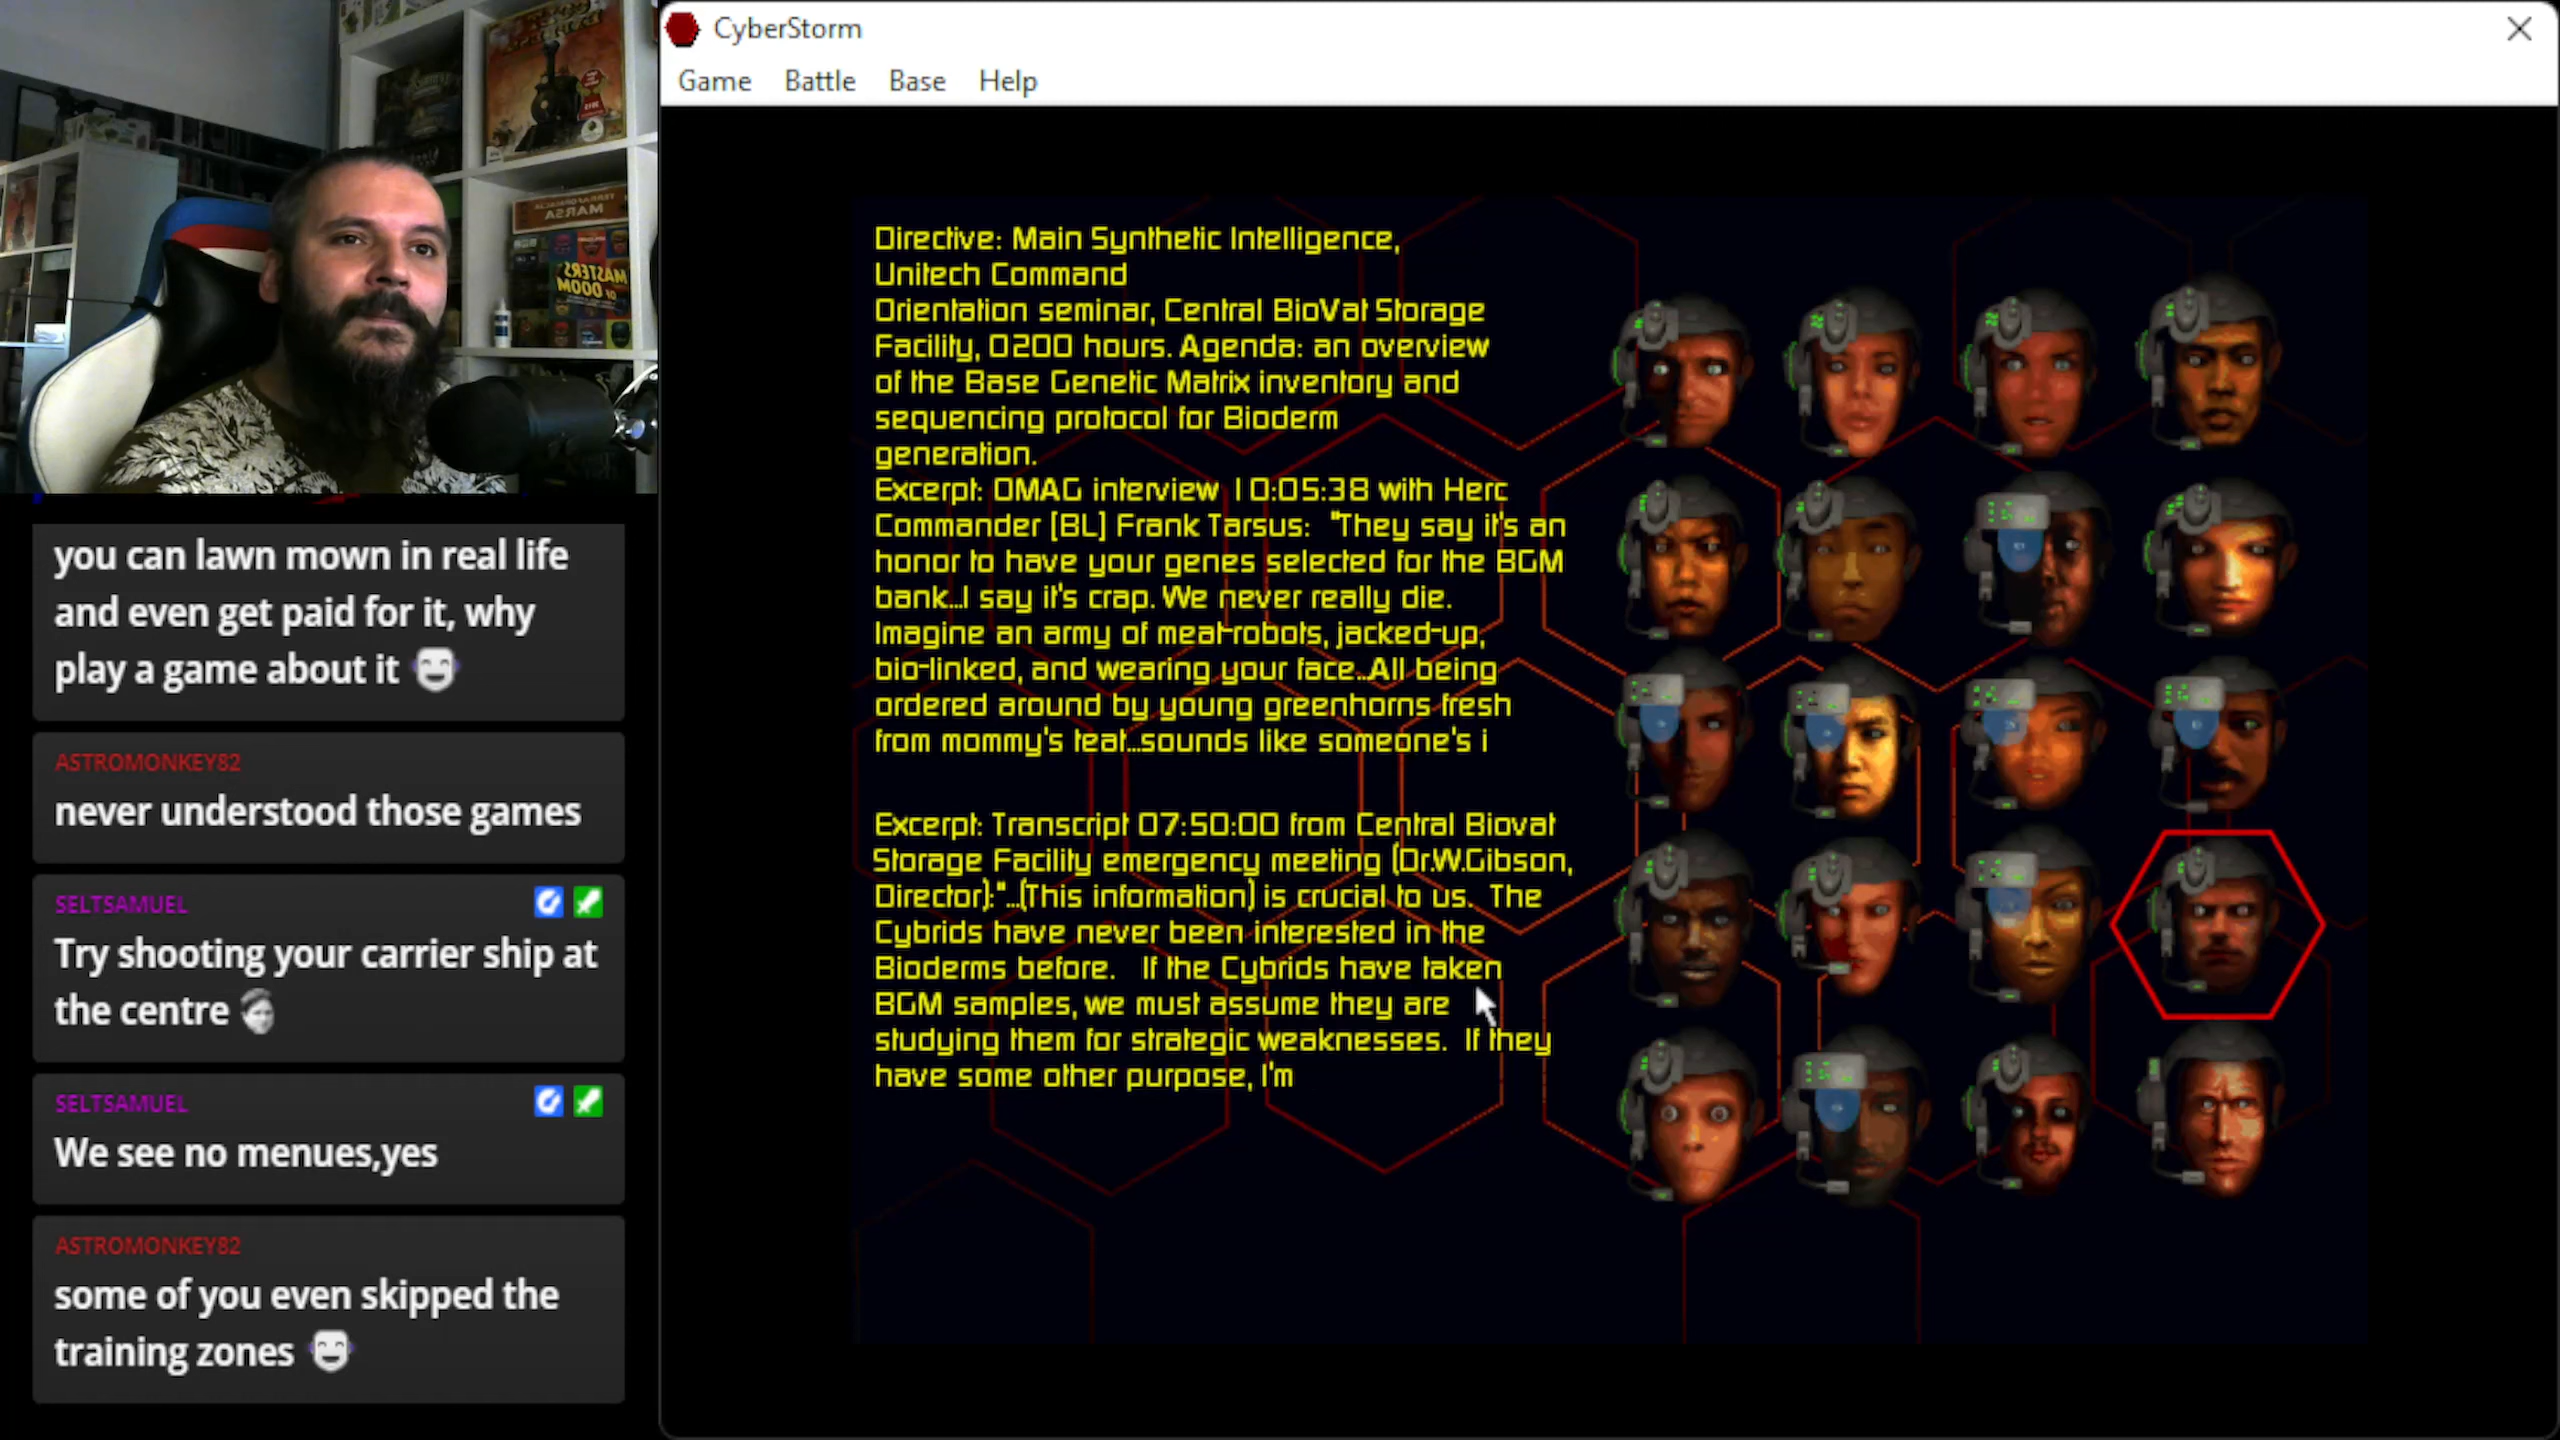 CyberStorm
Game Battle Base Help
Directive: Main Synthetic Intelligence,
Unitech Command
Orientation seminar, Central BioVat Storage
Facility, 0200 hours. Agenda: an overview
of the Base Genetic Matrix inventory and
sequencing protocol for Bioderm
generation.
Excerpt: OMAG interview 10:05:38 with Herc
Commander [BL] Frank Tarsus: "They say it's an
honor to have your genes selected for the BGM
bank...I say it's crap. We never really die.
Imagine an army of meat-robots, jacked-up,
bio-linked, and wearing your face...All being
ordered around by young greenhorns fresh
from mommy's teat...sounds like someone's i
Excerpt: Transcript 07:50:00 from Central Biovat
Storage Facility emergency meeting (Dr.W.Gibson,
Director):"...(This information) is crucial to us. The
Cybrids have never been interested in the
Bioderms before. If the Cybrids have taken
BGM samples, we must assume they are
studying them for strategic weaknesses. If they
have some other purpose, I'm
TERRAFORMACJA
MARSA
MASTERS
OF
DOOM
you can lawn mown in real life
and even get paid for it, why
play a game about it
ASTROMONKEY82
never understood those games
SELTSAMUEL
Try shooting your carrier ship at
the centre
SELTSAMUEL
We see no menues,yes
ASTROMONKEY82
some of you even skipped the
training zones